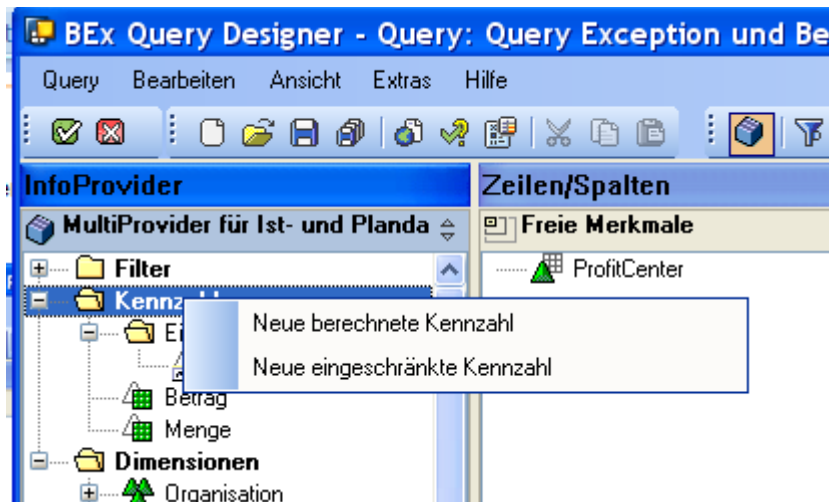 BEx Query Designer - Query: Query Exception und Be
Query Bearbeiten Ansicht Extras Hilfe
InfoProvider
Zeilen/Spalten
MultiProvider für Ist- und Planda
Freie Merkmale
Filter
ProfitCenter
Neue berechnete Kennzahl
Neue eingeschränkte Kennzahl
Betrag
Menge
Dimensionen
Organisation